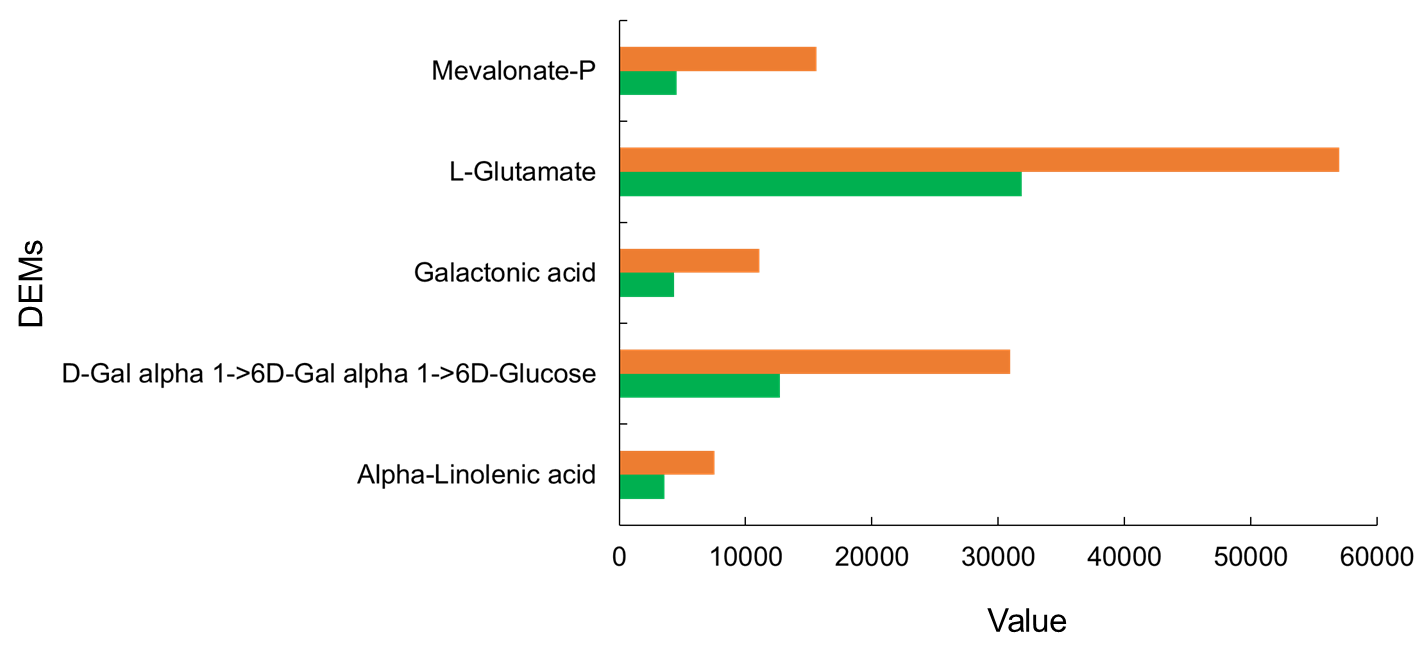 DEMs
Mevalonate-P
L-Glutamate
Galactonic acid
D-Gal alpha 1->6D-Gal alpha 1->6D-Glucose
Alpha-Linolenic acid
0 10000 20000 30000 40000 50000 60000
Value